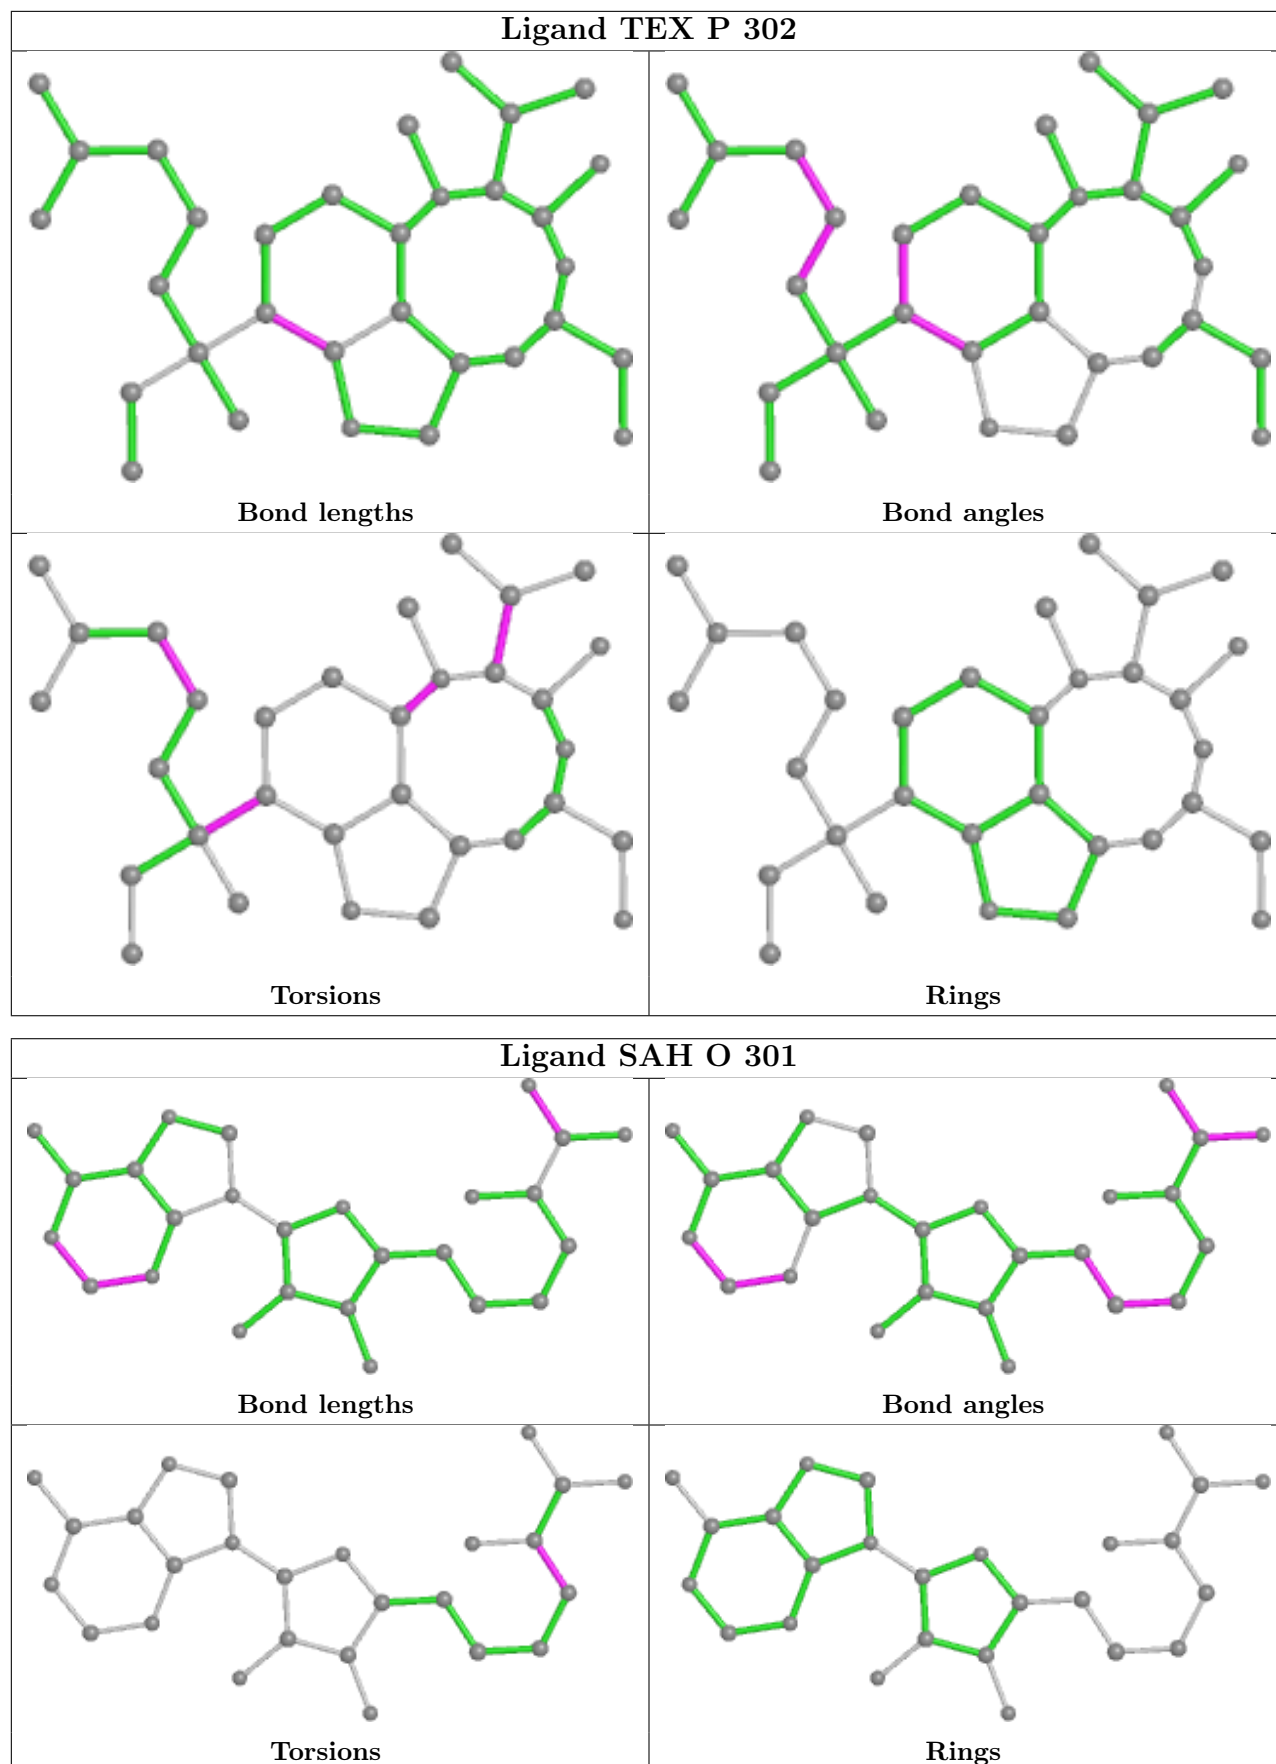 Ligand TEX P 302
Bond lengths
Bond angles
Torsions
Rings
Ligand SAH O 301
Bond lengths
Bond angles
Torsions
Rings